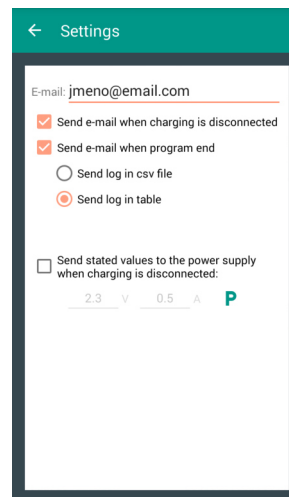 Settings
E-mail: jmeno@email.com
Send e-mail when charging is disconnected
Send e-mail when program end
Send log in csv file
Send log in table
Send stated values to the power supply
when charging is disconnected:
2.3 V 0.5 A P